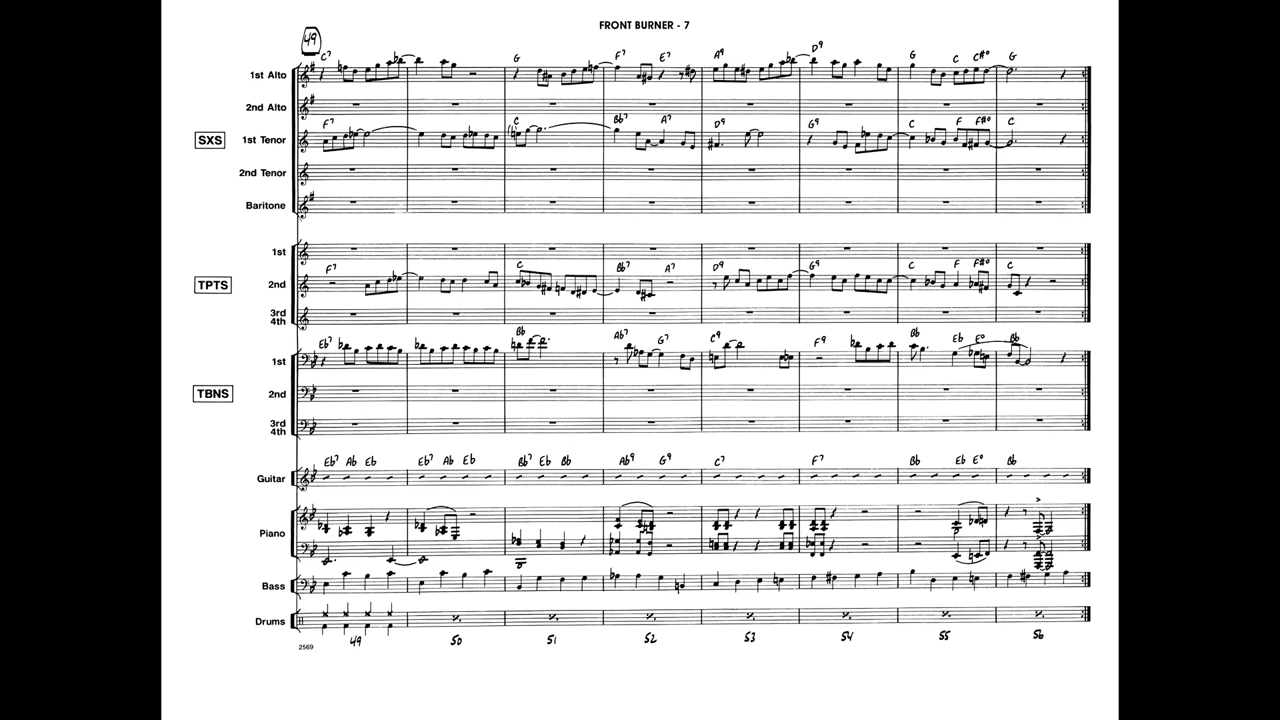 FRONT BURNER - 7
49
C7 G F7 E7 A9 D9 G C C#o G
1st Alto
2nd Alto
F7 C Bb7 A7 D9 G9 C F F#o C
SXS 1st Tenor
2nd Tenor
Baritone
1st
F7 C Bb7 A7 D9 G9 C F F#o C
TPTS 2nd
3rd
4th
Eb7 Bb Ab7 G7 C9 F9 Bb Eb Eo Bb
1st
TBNS 2nd
3rd
4th
Eb7 Ab Eb Eb7 Ab Eb Bb7 Eb Bb Ab9 G9 C7 F7 Bb Eb Eo Bb
Guitar
Piano
Bass
Drums
49 50 51 52 53 54 55 56
2569